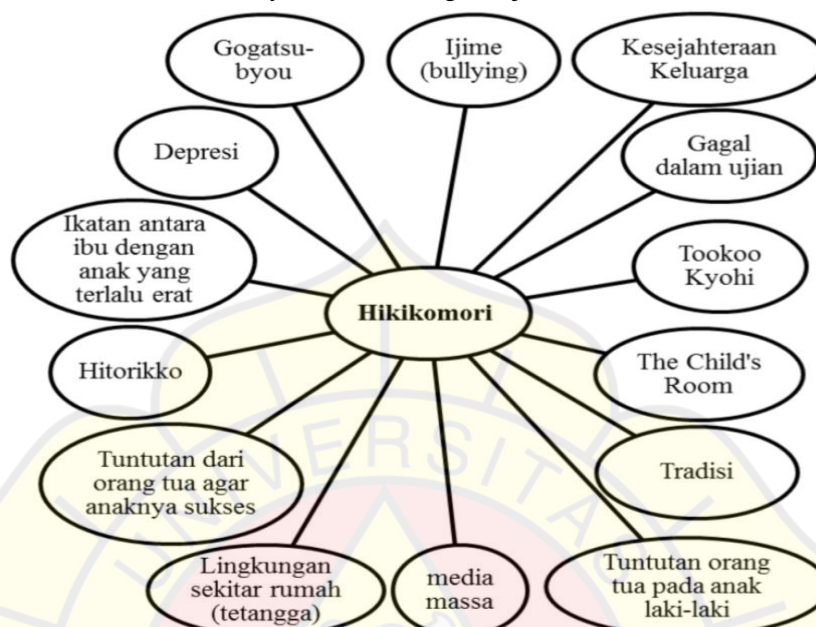 Gogatsu-
byou
Ijime
(bullying)
Kesejahteraan
Keluarga
Depresi
Gagal
dalam ujian
Ikatan antara
ibu dengan
anak yang
terlalu erat
Tookoo
Kyohi
Hikikomori
Hitorikko
The Child's
Room
Tuntutan dari
orang tua agar
anaknya sukses
Tradisi
Lingkungan
sekitar rumah
(tetangga)
media
massa
Tuntutan orang
tua pada anak
laki-laki
UNIVERSITAS